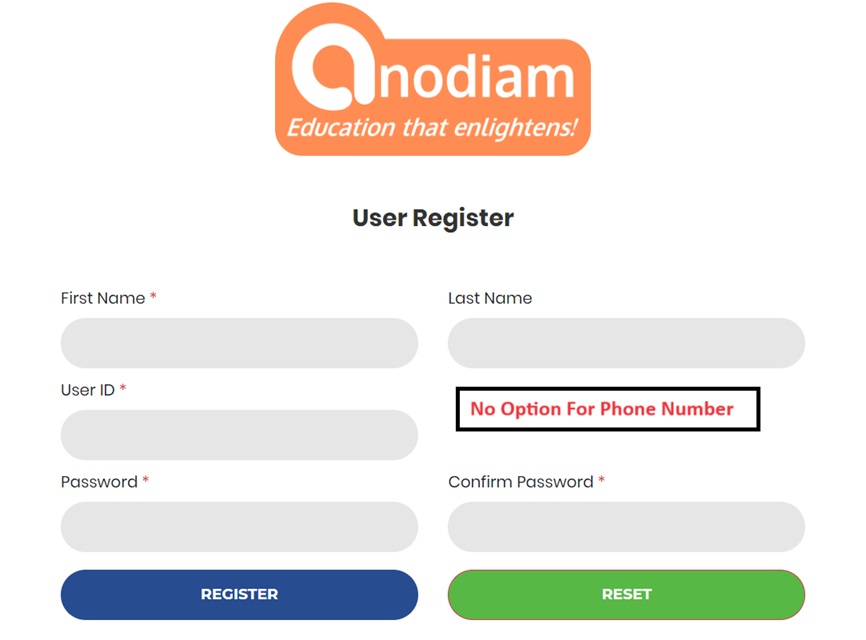 anodiam
Education that enlightens!
User Register
First Name *
Last Name
User ID *
No Option For Phone Number
Password *
Confirm Password *
REGISTER
RESET